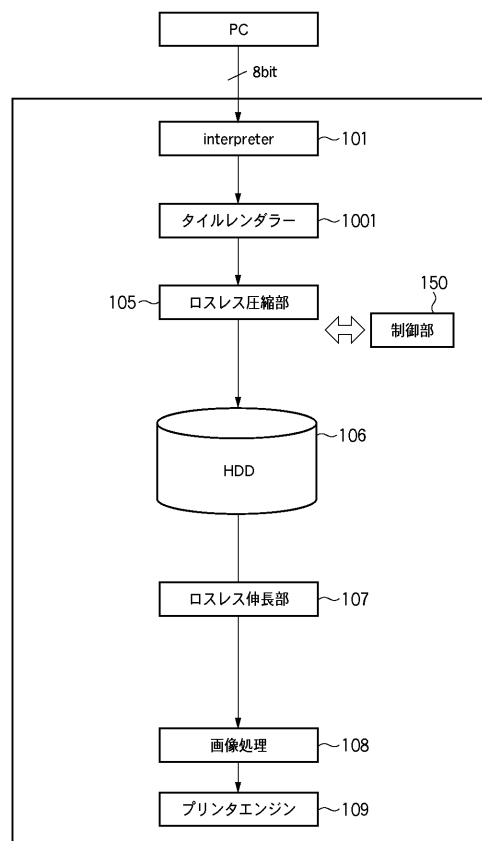 PC
8bit
interpreter
101
タイルレンダラー
1001
105
ロスレス圧縮部
150
制御部
106
HDD
ロスレス伸長部
107
画像処理
108
プリンタエンジン
109